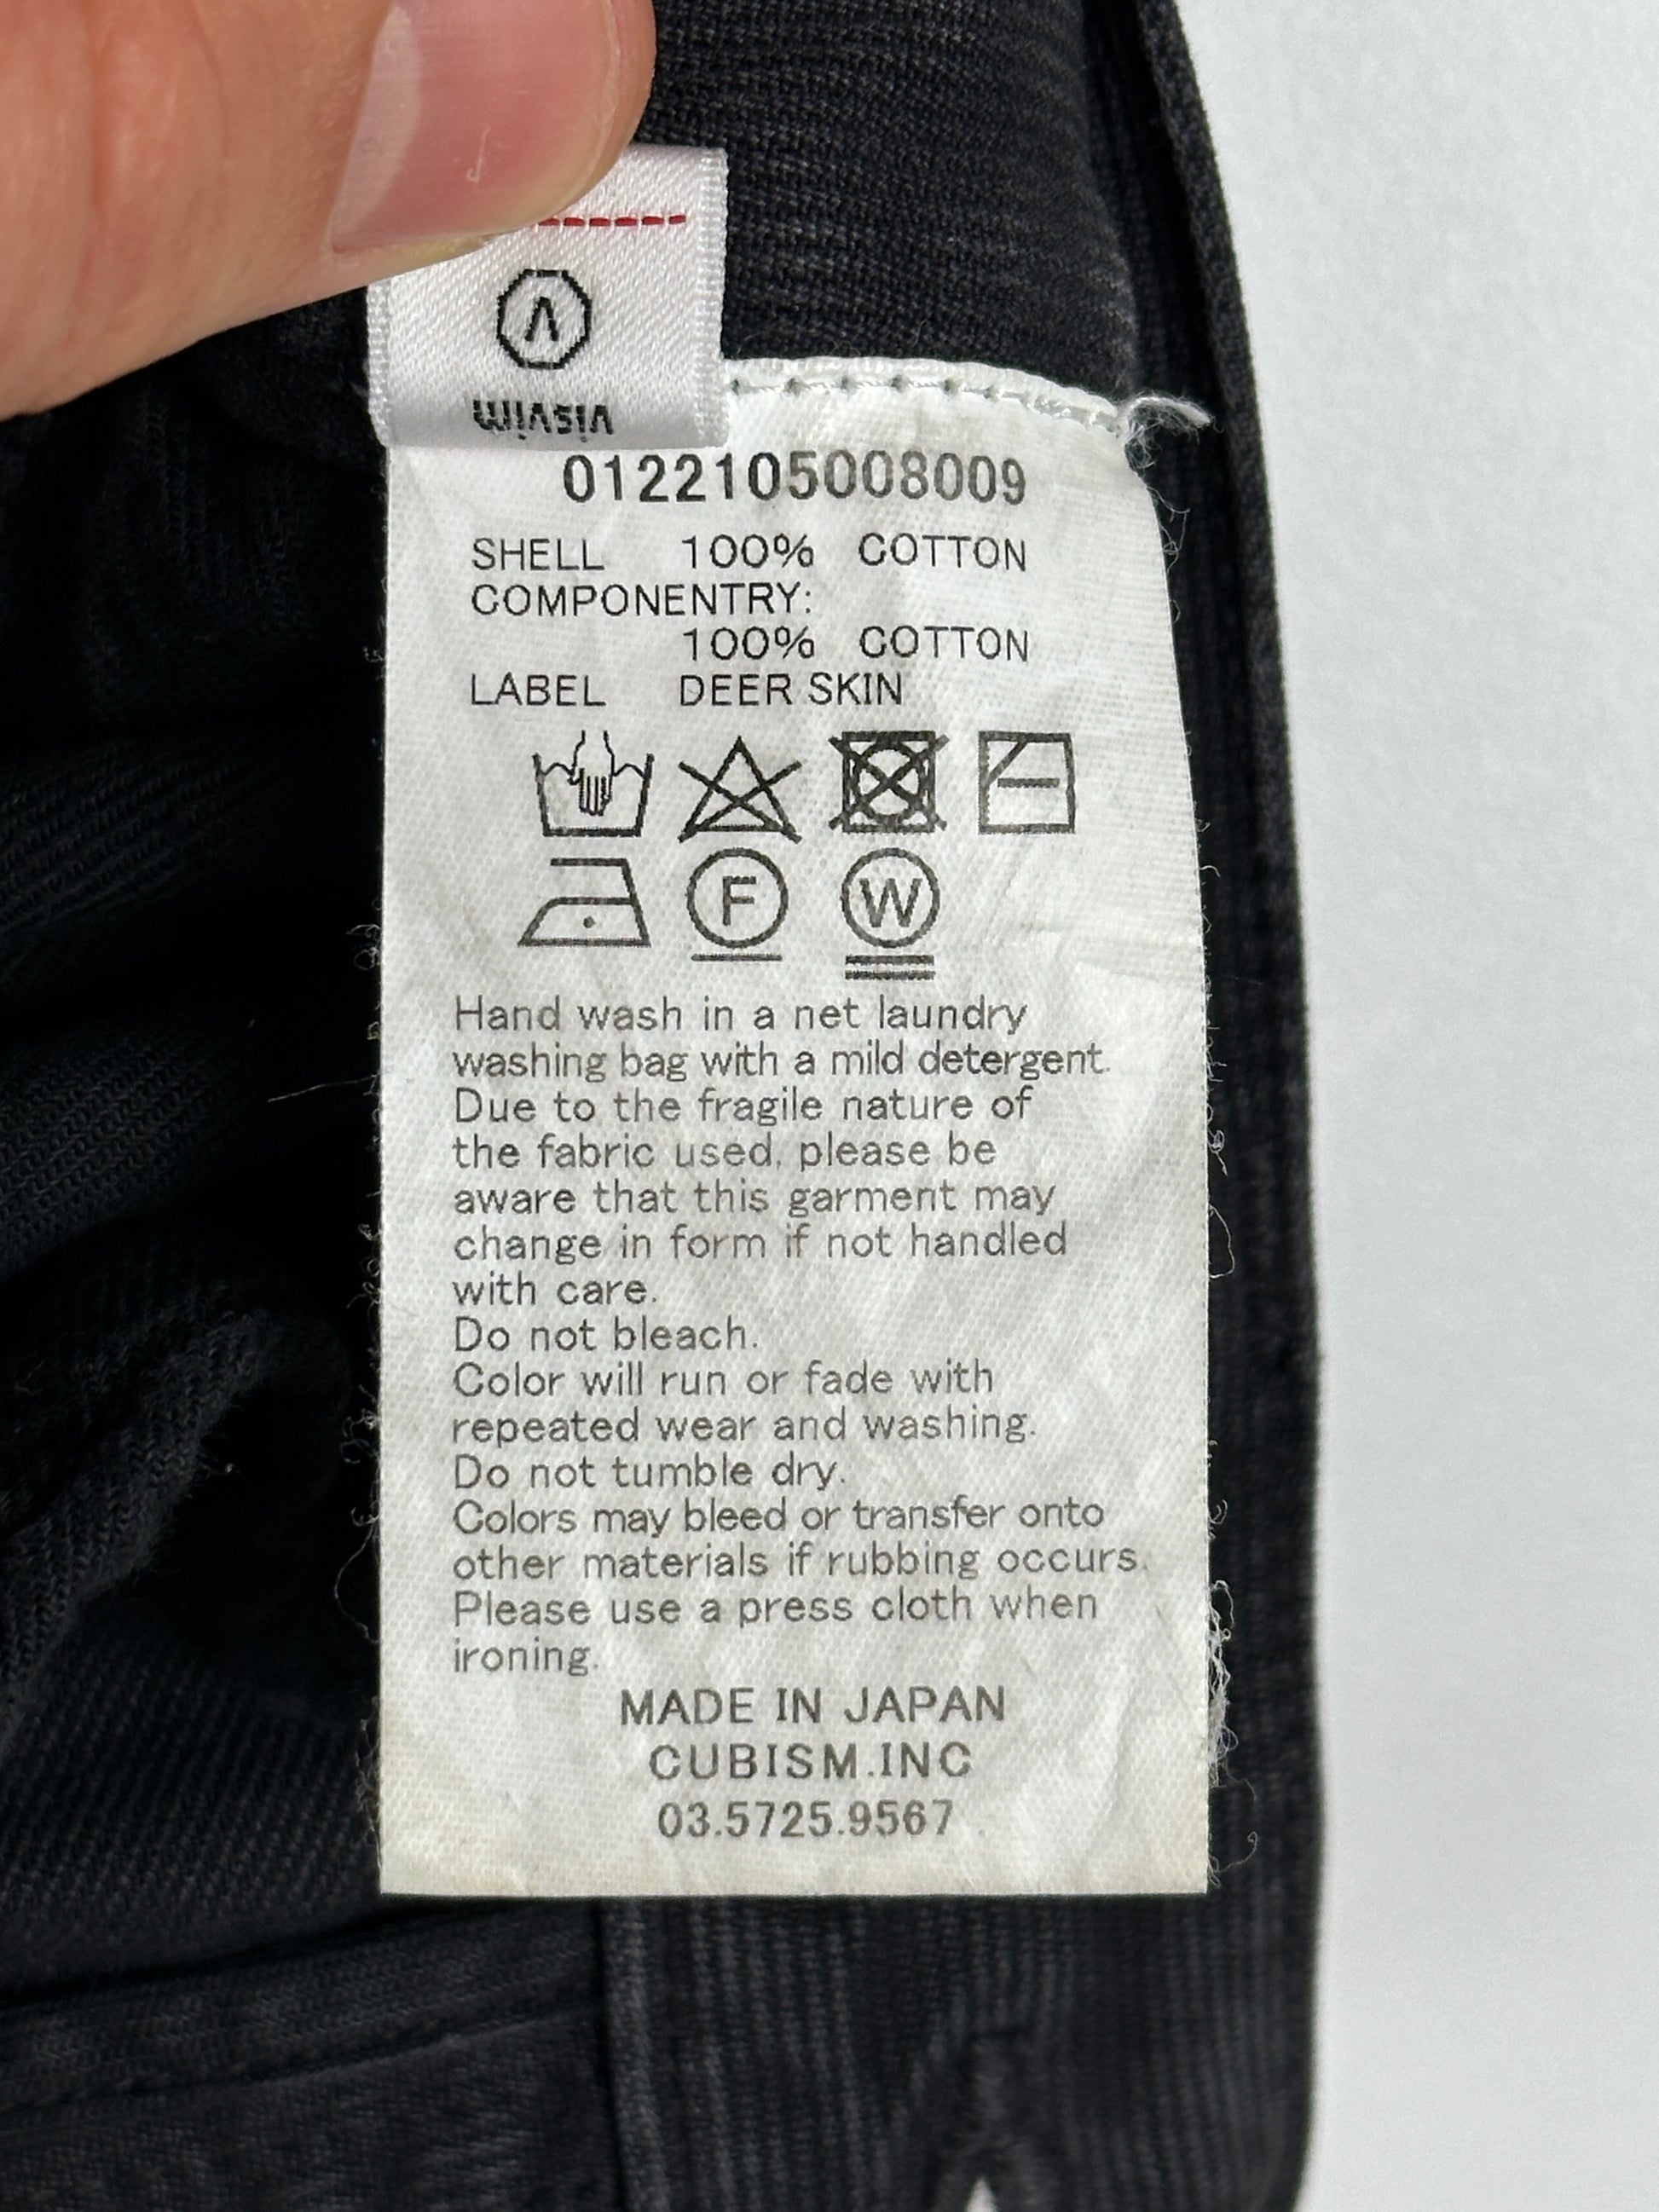 visvim
0122105008009
SHELL 100% COTTON
COMPONENTRY:
100% COTTON
LABEL DEER SKIN
F W
Hand wash in a net laundry
washing bag with a mild detergent.
Due to the fragile nature of
the fabric used, please be
aware that this garment may
change in form if not handled
with care.
Do not bleach.
Color will run or fade with
repeated wear and washing.
Do not tumble dry.
Colors may bleed or transfer onto
other materials if rubbing occurs.
Please use a press cloth when
ironing.
MADE IN JAPAN
CUBISM.INC
03.5725.9567